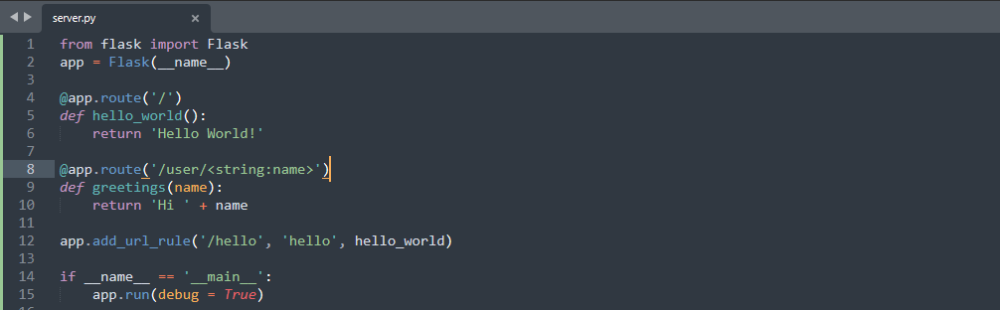 server.py ×
1 from flask import Flask
2 app = Flask(__name__)
3
4 @app.route('/')
5 def hello_world():
6     return 'Hello World!'
7
8 @app.route('/user/<string:name>')
9 def greetings(name):
10     return 'Hi ' + name
11
12 app.add_url_rule('/hello', 'hello', hello_world)
13
14 if __name__ == '__main__':
15     app.run(debug = True)